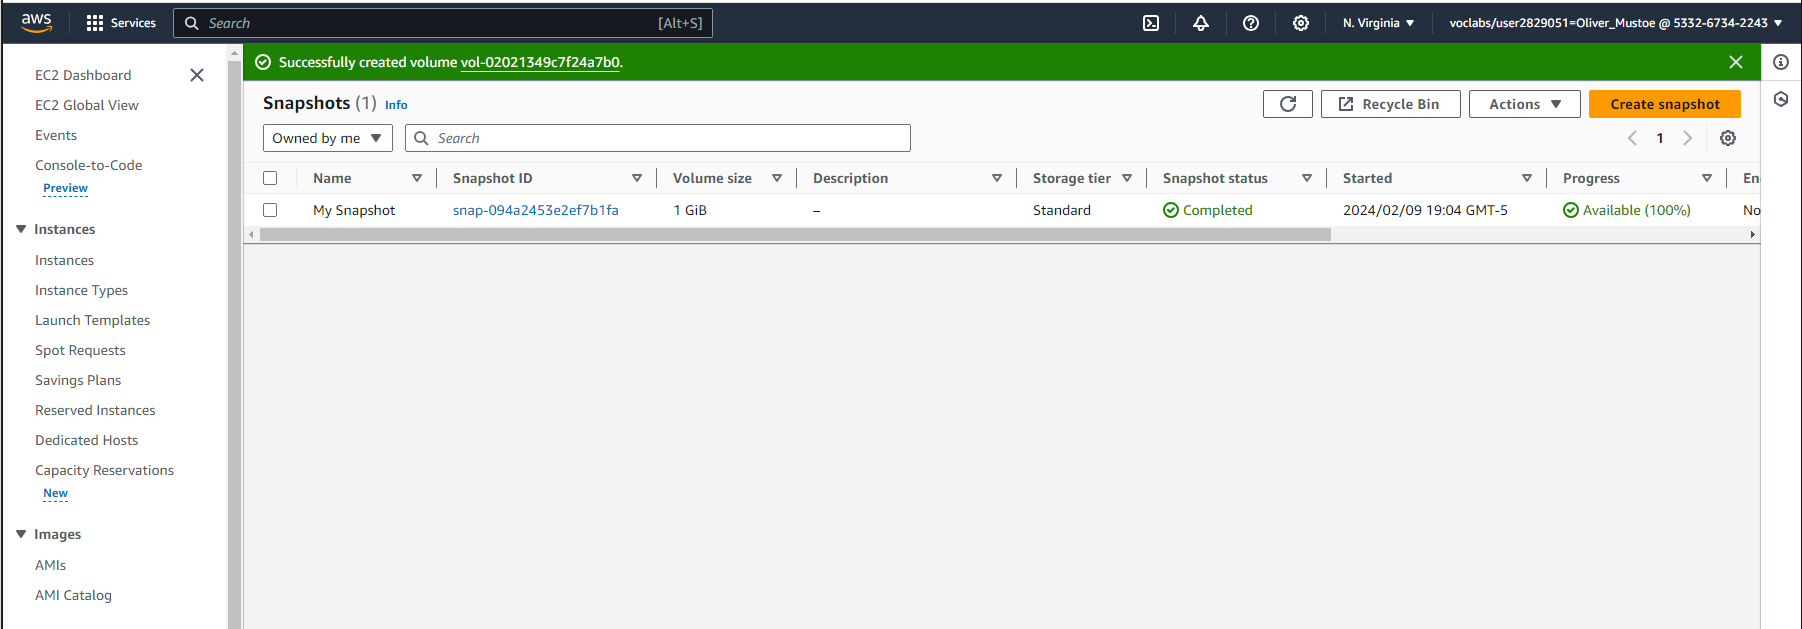 aws Services Search [Alt+S] N. Virginia voclabs/user2829051=Oliver_Mustoe @ 5332-6734-2243
EC2 Dashboard
EC2 Global View
Events
Console-to-Code
Preview
Instances
Instances
Instance Types
Launch Templates
Spot Requests
Savings Plans
Reserved Instances
Dedicated Hosts
Capacity Reservations
New
Images
AMIs
AMI Catalog
Successfully created volume vol-02021349c7f24a7b0.
Snapshots (1) Info Recycle Bin Actions Create snapshot
Owned by me Search 1
Name Snapshot ID Volume size Description Storage tier Snapshot status Started Progress En
My Snapshot snap-094a2453e2ef7b1fa 1 GiB – Standard Completed 2024/02/09 19:04 GMT-5 Available (100%) No